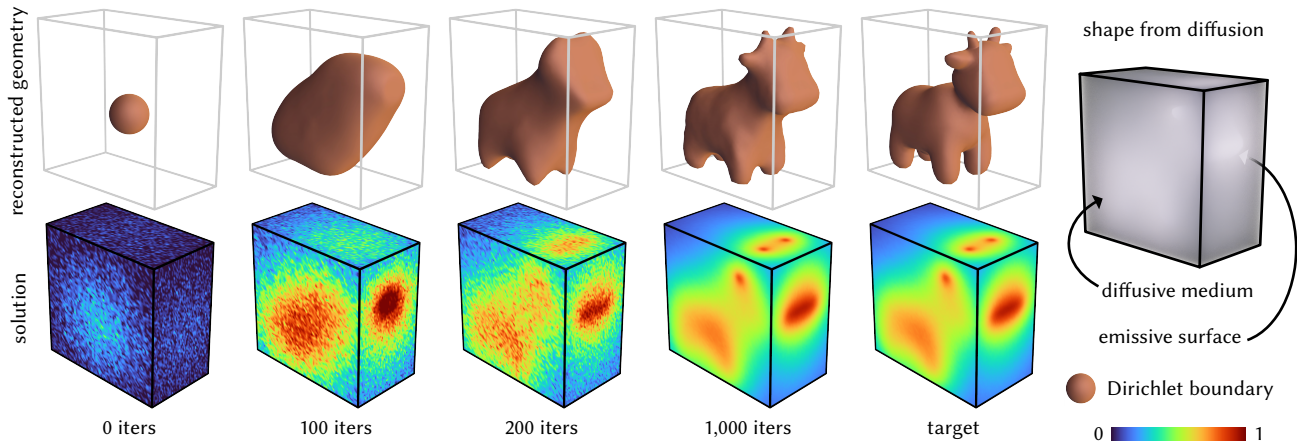 reconstructed geometry
shape from diffusion
solution
diffusive medium
emissive surface
Dirichlet boundary
0 iters
100 iters
200 iters
1,000 iters
target
0
1